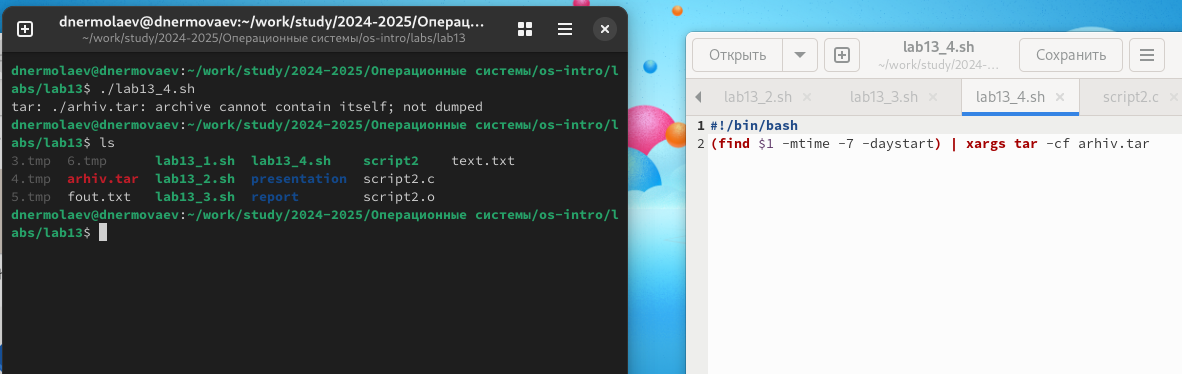 dnermolaev@dnermovaev:~/work/study/2024-2025/Операц...
~/work/study/2024-2025/Операционные системы/os-intro/labs/lab13
dnermolaev@dnermovaev:~/work/study/2024-2025/Операционные системы/os-intro/l
abs/lab13$ ./lab13_4.sh
tar: ./arhiv.tar: archive cannot contain itself; not dumped
dnermolaev@dnermovaev:~/work/study/2024-2025/Операционные системы/os-intro/l
abs/lab13$ ls
3.tmp 6.tmp lab13_1.sh lab13_4.sh script2 text.txt
4.tmp arhiv.tar lab13_2.sh presentation script2.c
5.tmp fout.txt lab13_3.sh report script2.o
dnermolaev@dnermovaev:~/work/study/2024-2025/Операционные системы/os-intro/l
abs/lab13$
Открыть
lab13_4.sh
~/work/study/2024-...
Сохранить
lab13_2.sh lab13_3.sh lab13_4.sh script2.c
1 #!/bin/bash
2 (find $1 -mtime -7 -daystart) | xargs tar -cf arhiv.tar